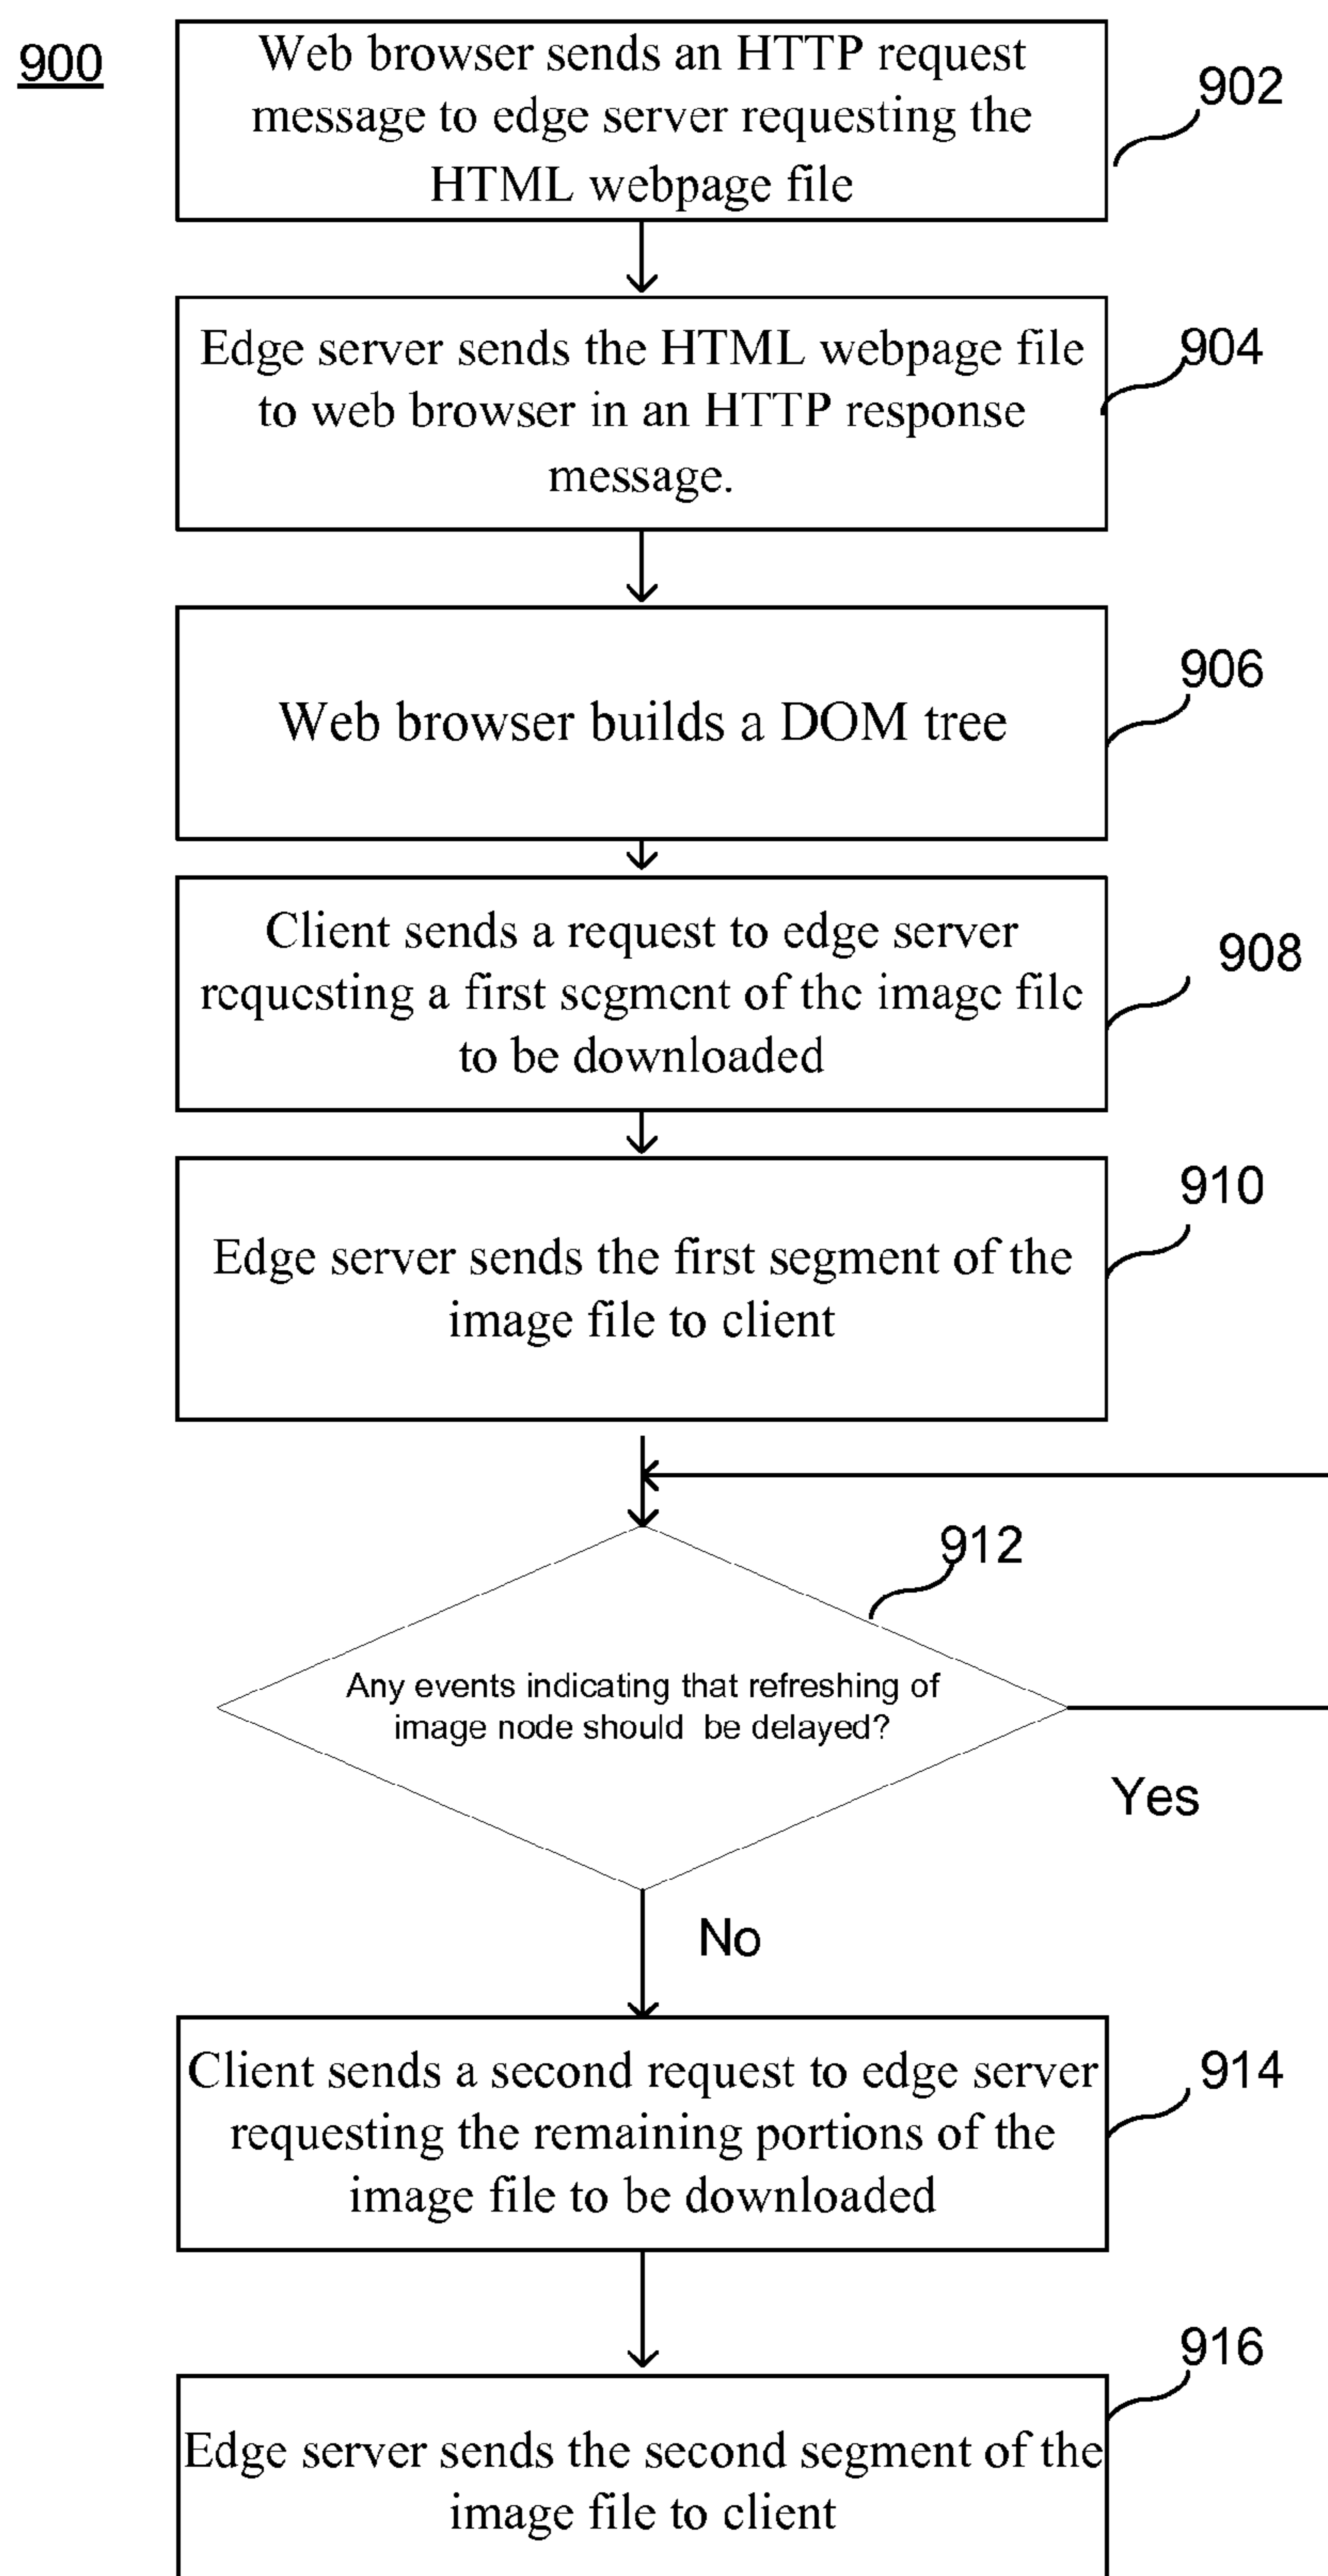 900
Web browser sends an HTTP request
message to edge server requesting the
HTML webpage file
902
Edge server sends the HTML webpage file
to web browser in an HTTP response
message.
904
Web browser builds a DOM tree
906
Client sends a request to edge server
requesting a first segment of the image file
to be downloaded
908
Edge server sends the first segment of the
image file to client
910
912
Any events indicating that refreshing of
image node should be delayed?
Yes
No
Client sends a second request to edge server
requesting the remaining portions of the
image file to be downloaded
914
Edge server sends the second segment of the
image file to client
916